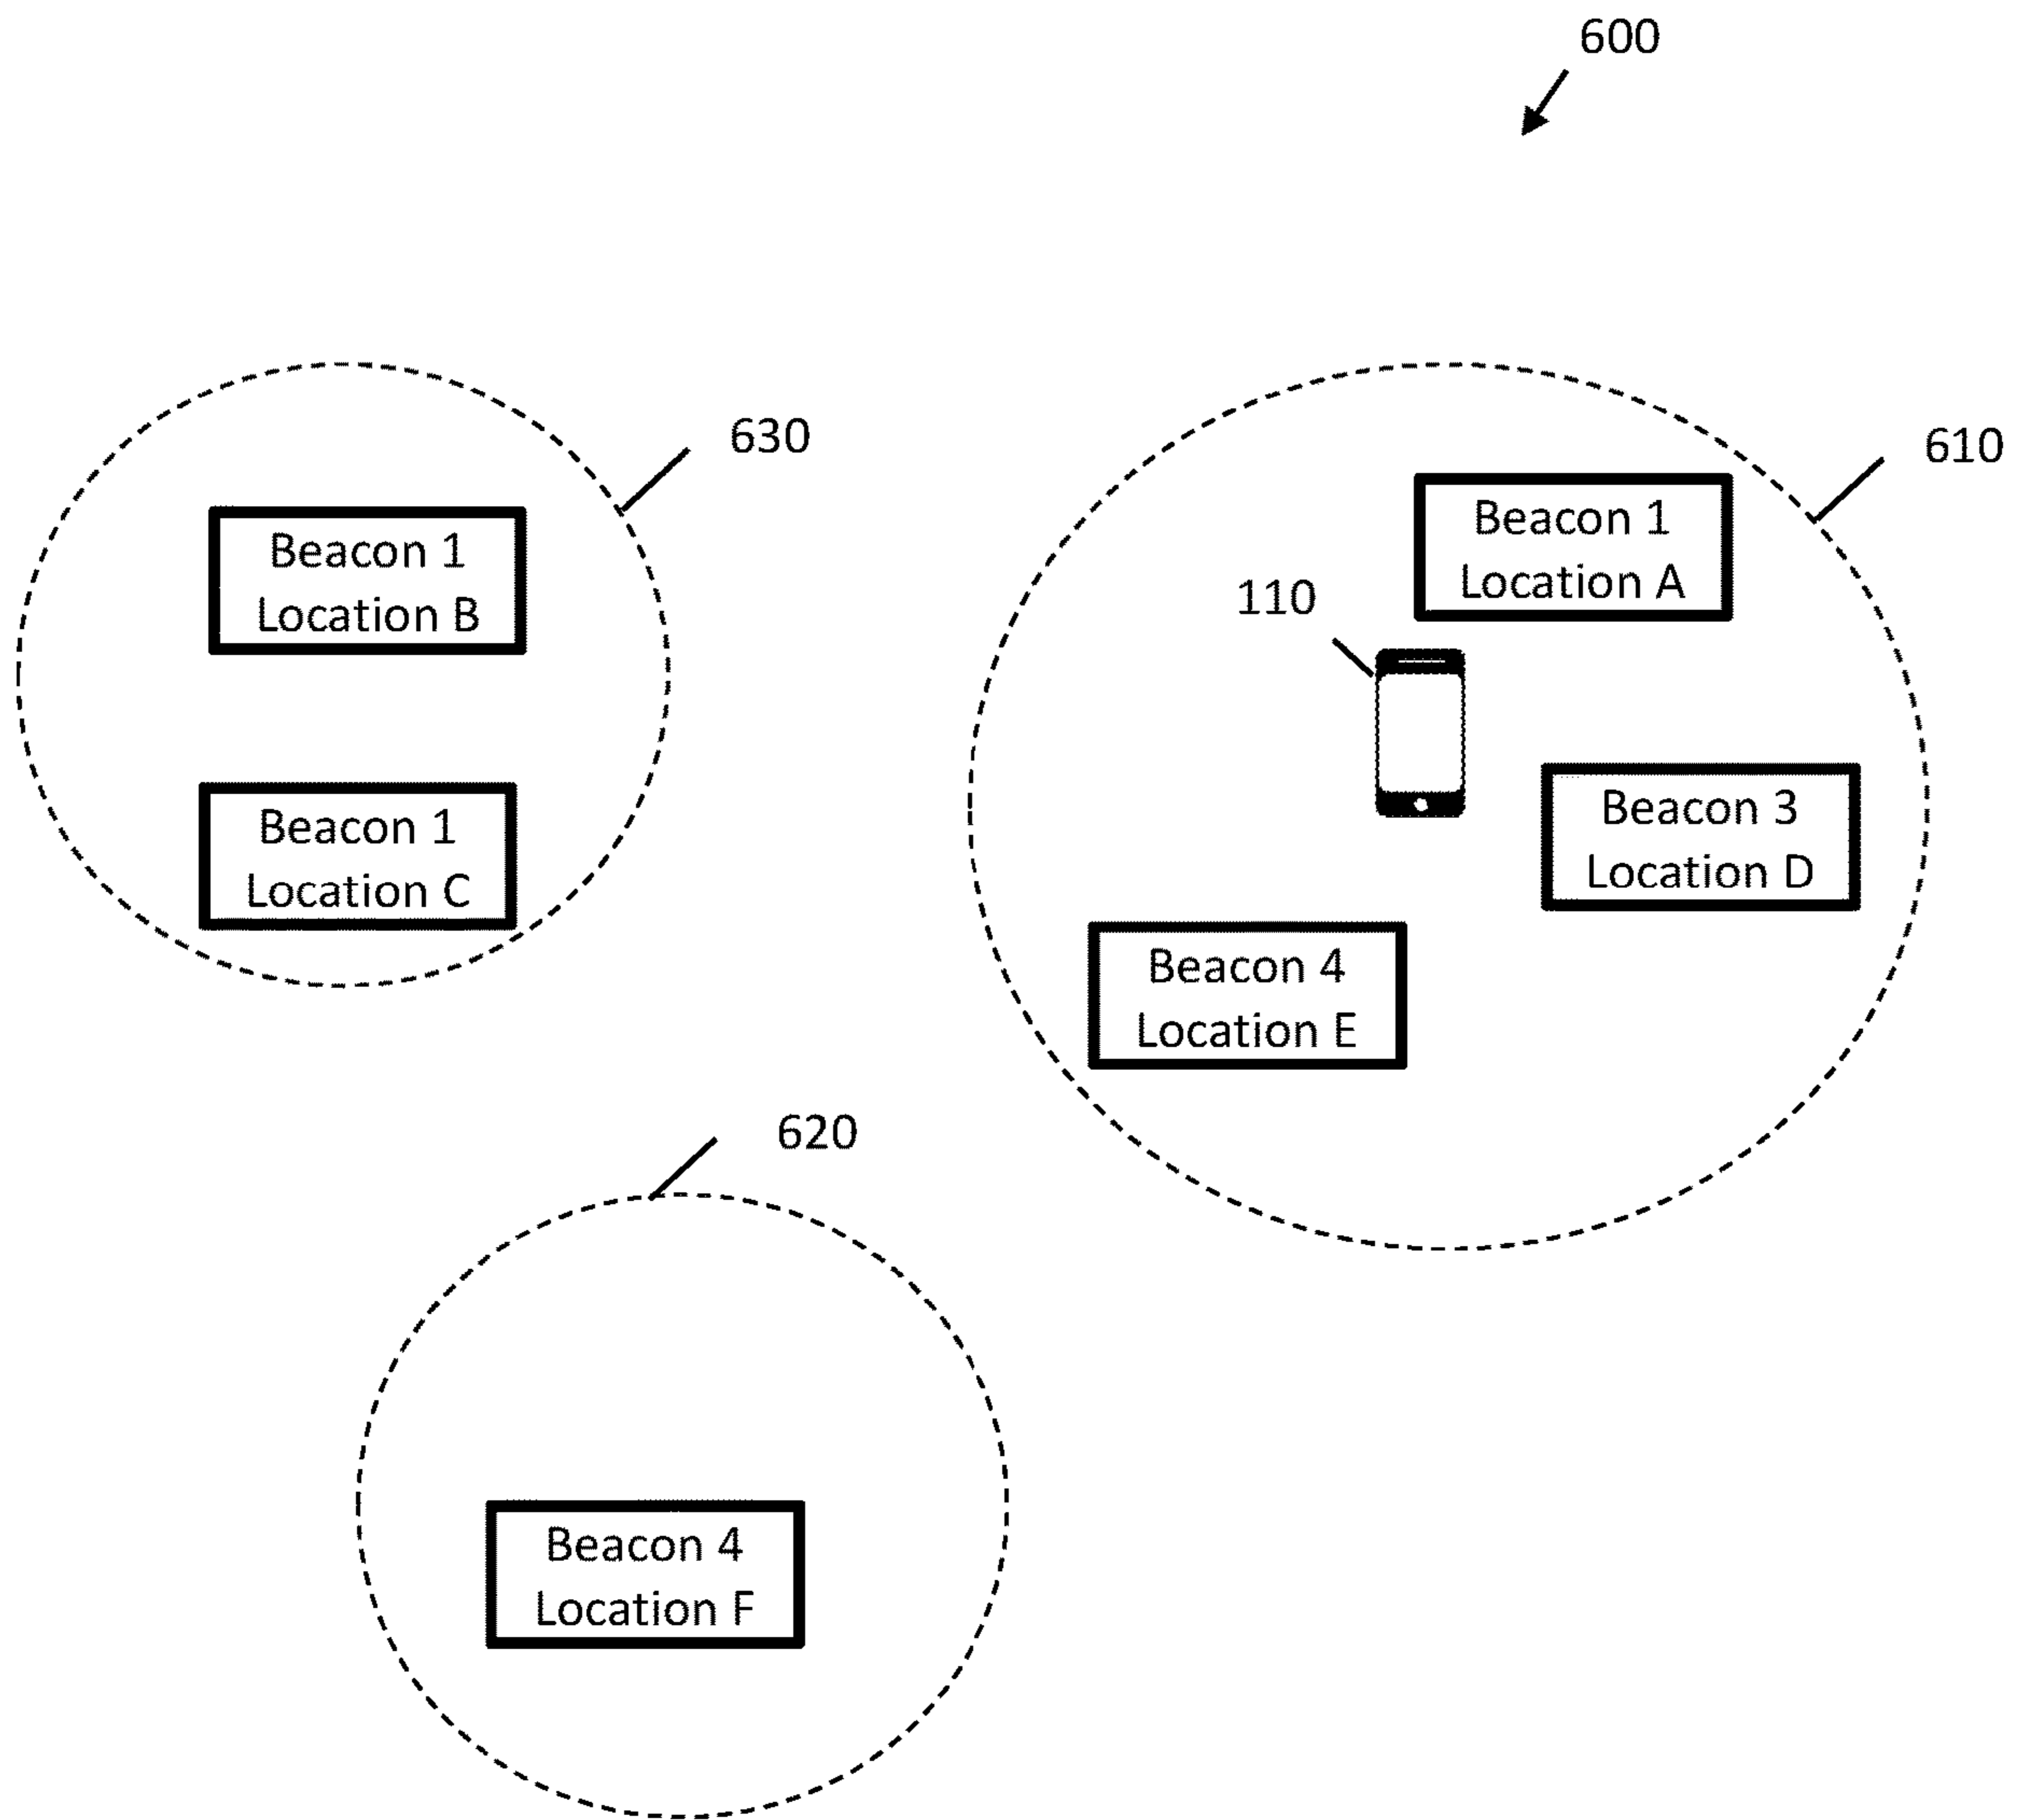 600
630
610
Beacon 1
Location A
Beacon 1
Location B
110
Beacon 3
Location D
Beacon 1
Location C
Beacon 4
Location E
620
Beacon 4
Location F